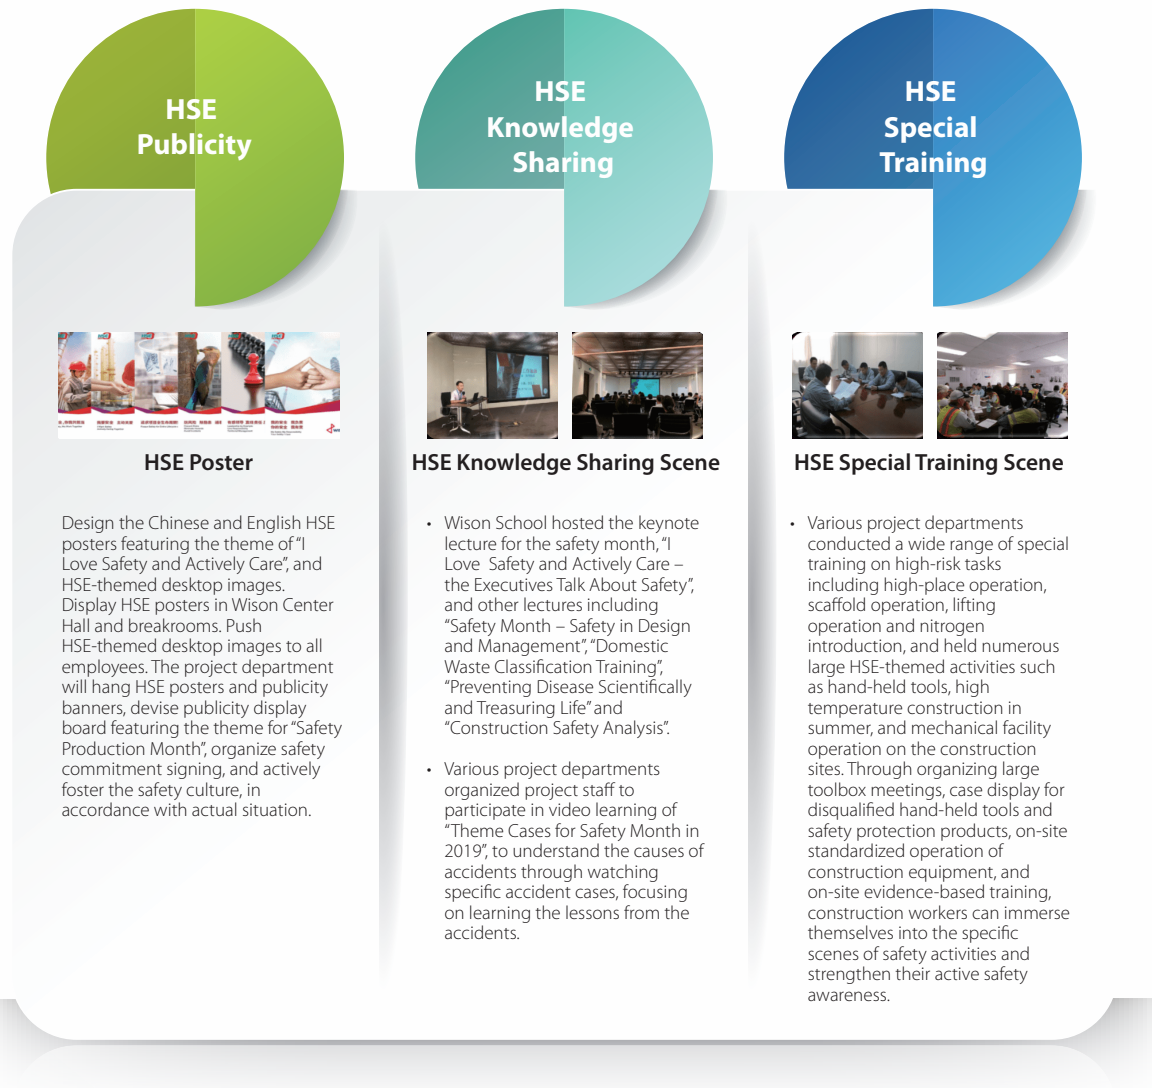 HSE
Publicity
HSE
Knowledge
Sharing
HSE
Special
Training
HSE Poster
Design the Chinese and English HSE
posters featuring the theme of “I
Love Safety and Actively Care”, and
HSE-themed desktop images.
Display HSE posters in Wison Center
Hall and breakrooms. Push
HSE-themed desktop images to all
employees. The project department
will hang HSE posters and publicity
banners, devise publicity display
board featuring the theme for “Safety
Production Month”, organize safety
commitment signing, and actively
foster the safety culture, in
accordance with actual situation.
HSE Knowledge Sharing Scene
• Wison School hosted the keynote
lecture for the safety month, “I
Love  Safety and Actively Care –
the Executives Talk About Safety”,
and other lectures including
“Safety Month – Safety in Design
and Management”, “Domestic
Waste Classification Training”,
“Preventing Disease Scientifically
and Treasuring Life” and
“Construction Safety Analysis”.
• Various project departments
organized project staff to
participate in video learning of
“Theme Cases for Safety Month in
2019”, to understand the causes of
accidents through watching
specific accident cases, focusing
on learning the lessons from the
accidents.
HSE Special Training Scene
• Various project departments
conducted a wide range of special
training on high-risk tasks
including high-place operation,
scaffold operation, lifting
operation and nitrogen
introduction, and held numerous
large HSE-themed activities such
as hand-held tools, high
temperature construction in
summer, and mechanical facility
operation on the construction
sites. Through organizing large
toolbox meetings, case display for
disqualified hand-held tools and
safety protection products, on-site
standardized operation of
construction equipment, and
on-site evidence-based training,
construction workers can immerse
themselves into the specific
scenes of safety activities and
strengthen their active safety
awareness.